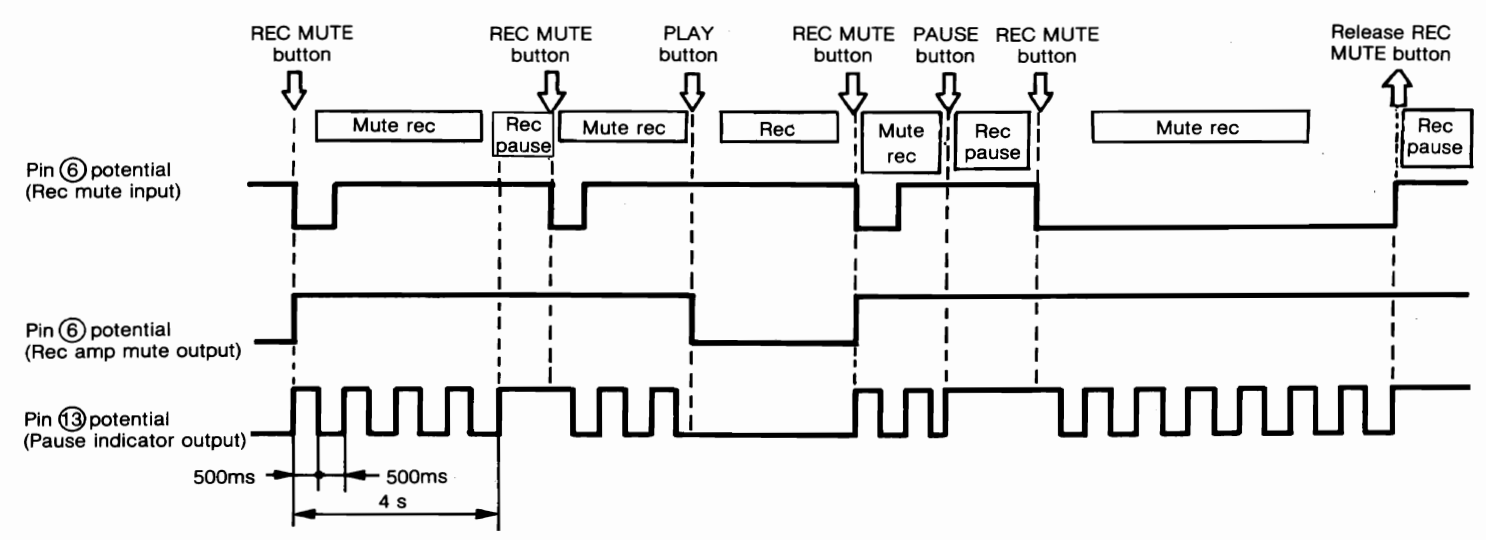 REC MUTE
button
REC MUTE
button
PLAY
button
REC MUTE
button
PAUSE
button
REC MUTE
button
Release REC
MUTE button
Mute rec
Rec
pause
Mute rec
Rec
Mute
rec
Rec
pause
Mute rec
Rec
pause
Pin ⑥ potential
(Rec mute input)
Pin ⑥ potential
(Rec amp mute output)
Pin ⑬ potential
(Pause indicator output)
500ms
500ms
4 s